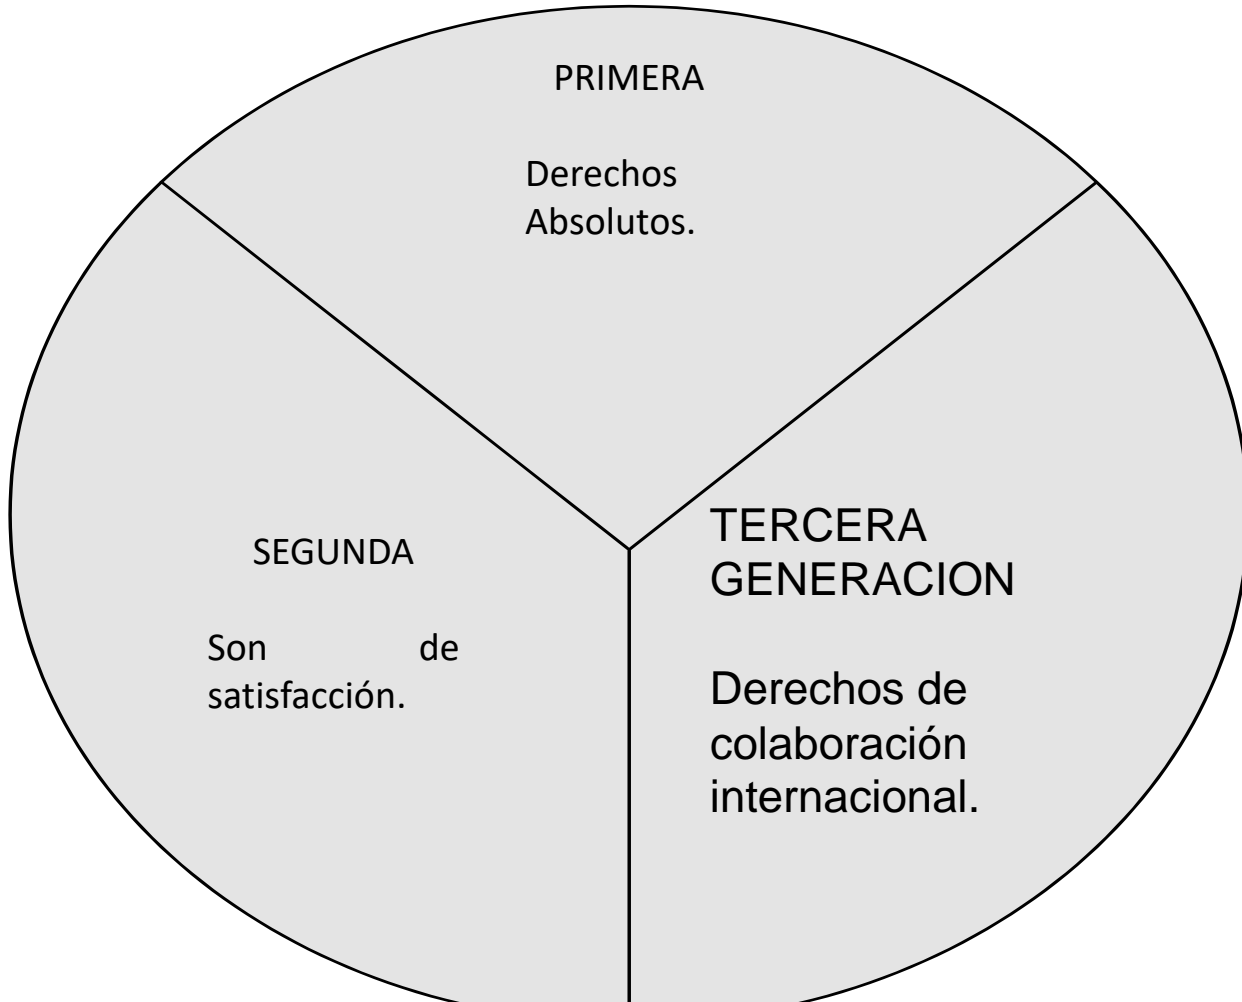 PRIMERA
Derechos
Absolutos.
SEGUNDA
Son de
satisfacción.
TERCERA
GENERACION
Derechos de
colaboración
internacional.